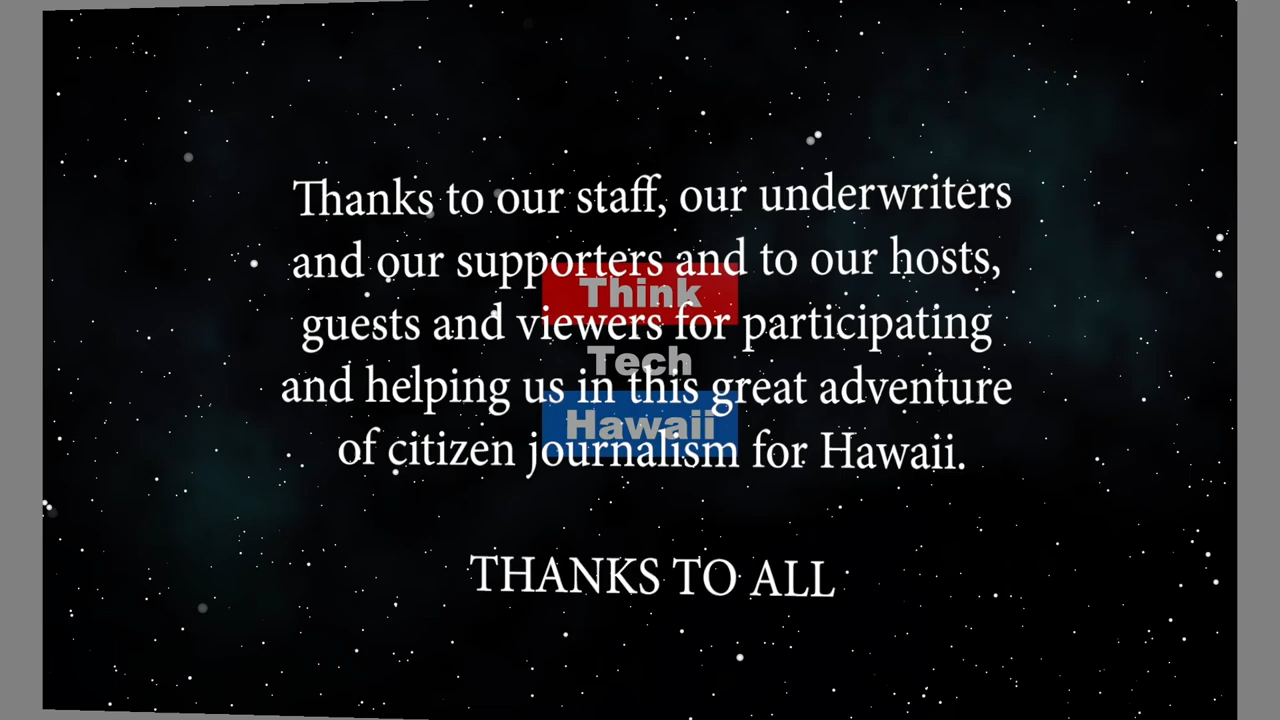 Thanks to our staff, our underwriters
and our supporters and to our hosts,
Think
guests and viewers for participating
Tech
and helping us in this great adventure
Hawaii
of citizen journalism for Hawaii.
THANKS TO ALL